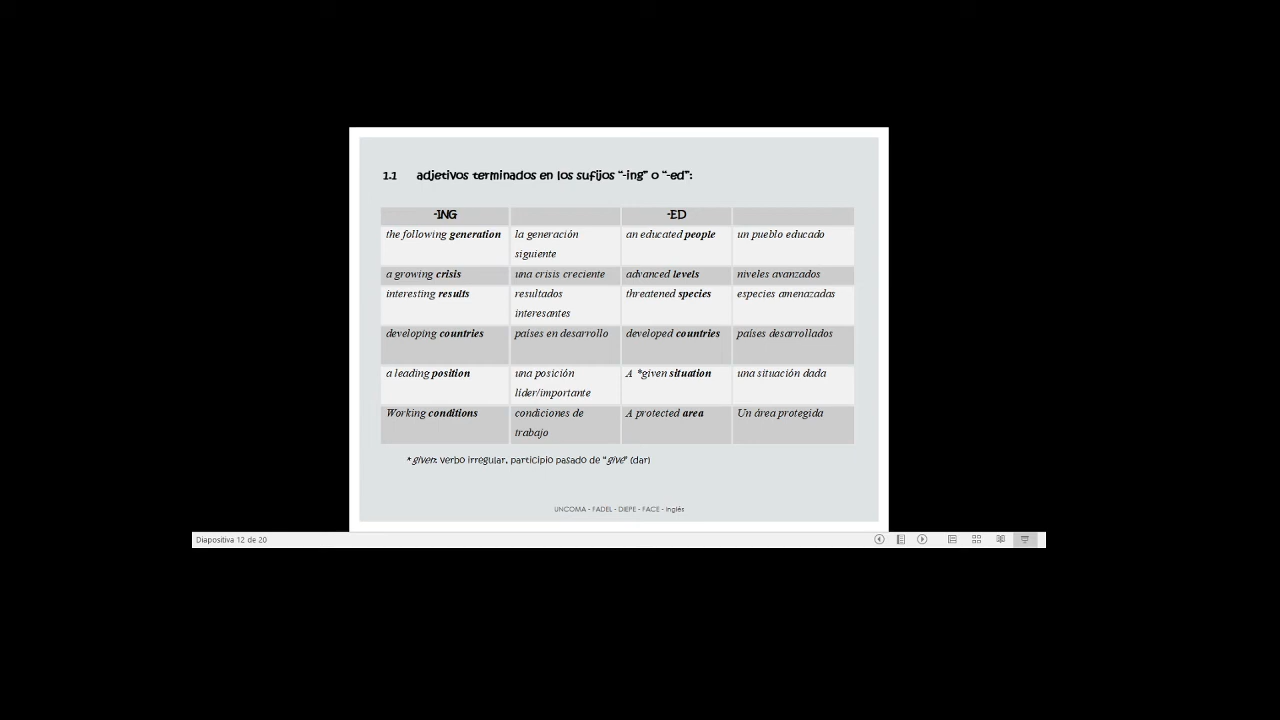 1.1 adjetivos terminados en los sufijos "-ing" o "-ed":
-ING -ED
the following generation la generación siguiente an educated people un pueblo educado
a growing crisis una crisis creciente advanced levels niveles avanzados
interesting results resultados interesantes threatened species especies amenazadas
developing countries países en desarrollo developed countries países desarrollados
a leading position una posición líder/importante A *given situation una situación dada
Working conditions condiciones de trabajo A protected area Un área protegida
* given: verbo irregular, participio pasado de "give" (dar)
UNCOMA - FADEL - DIEPE - FACE - Inglés
Diapositiva 12 de 20